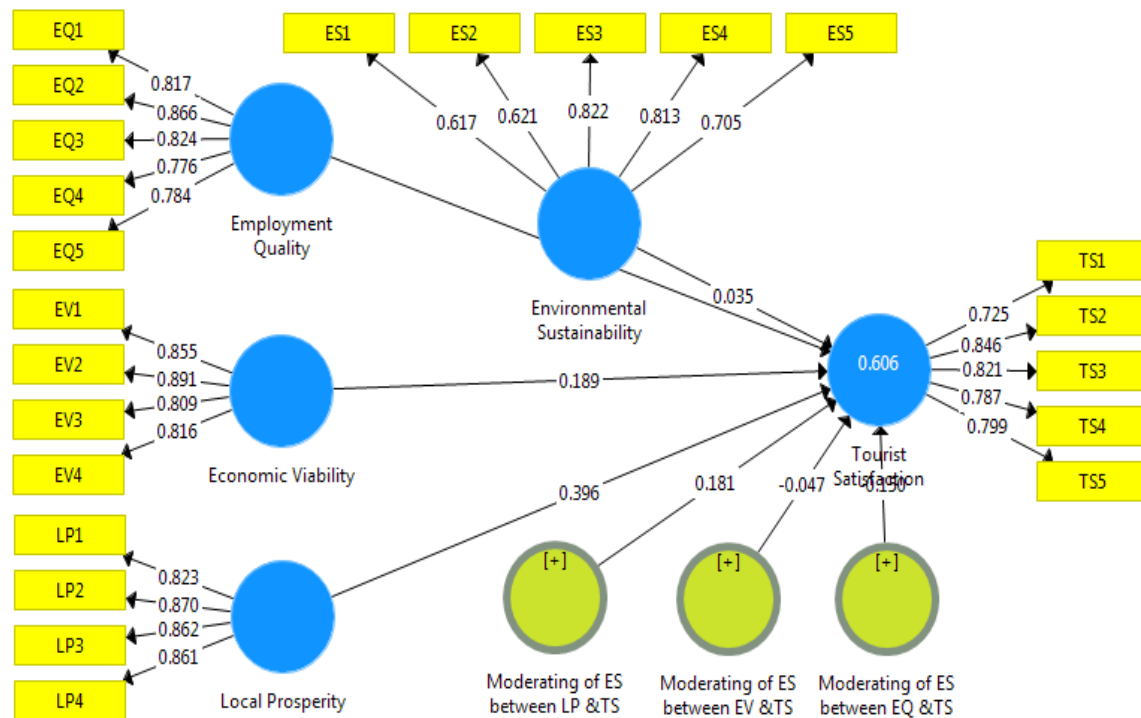 EQ1
EQ2
EQ3
EQ4
EQ5
0.817
0.866
0.824
0.776
0.784
Employment
Quality
ES1
ES2
ES3
ES4
ES5
0.617
0.621
0.822
0.813
0.705
Environmental
Sustainability
0.035
EV1
EV2
EV3
EV4
0.855
0.891
0.809
0.816
Economic Viability
0.189
LP1
LP2
LP3
LP4
0.823
0.870
0.862
0.861
Local Prosperity
0.396
0.606
Tourist
Satisfaction
TS1
TS2
TS3
TS4
TS5
0.725
0.846
0.821
0.787
0.799
0.181
-0.047
-0.150
[+]
Moderating of ES
between LP &TS
[+]
Moderating of ES
between EV &TS
[+]
Moderating of ES
between EQ &TS